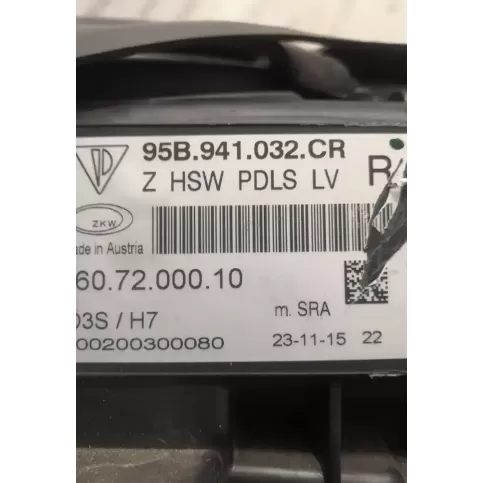 95B.941.032.CR
Z HSW PDLS LV R/
ZKW
ade in Austria
60.72.000.10
D3S / H7 m. SRA
00200300080 23-11-15 22